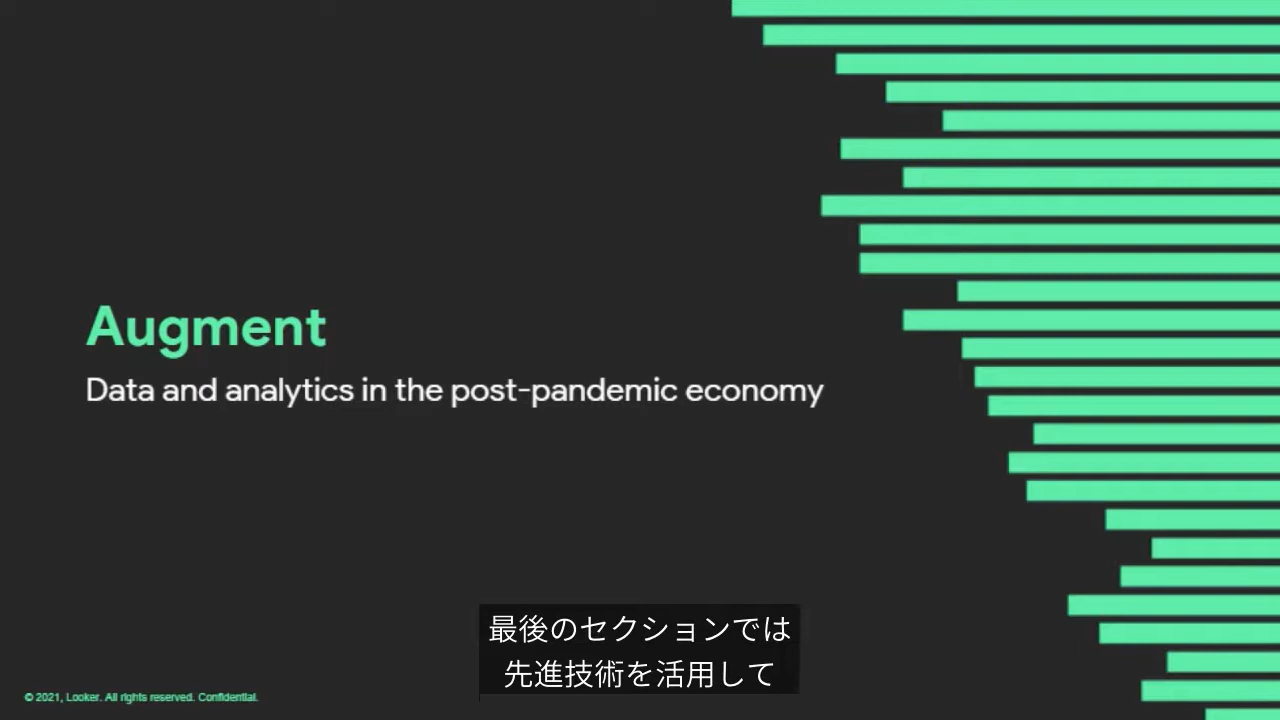 Augment
Data and analytics in the post-pandemic economy
最後のセクションでは
先進技術を活用して
© 2021, Looker. All rights reserved. Confidential.